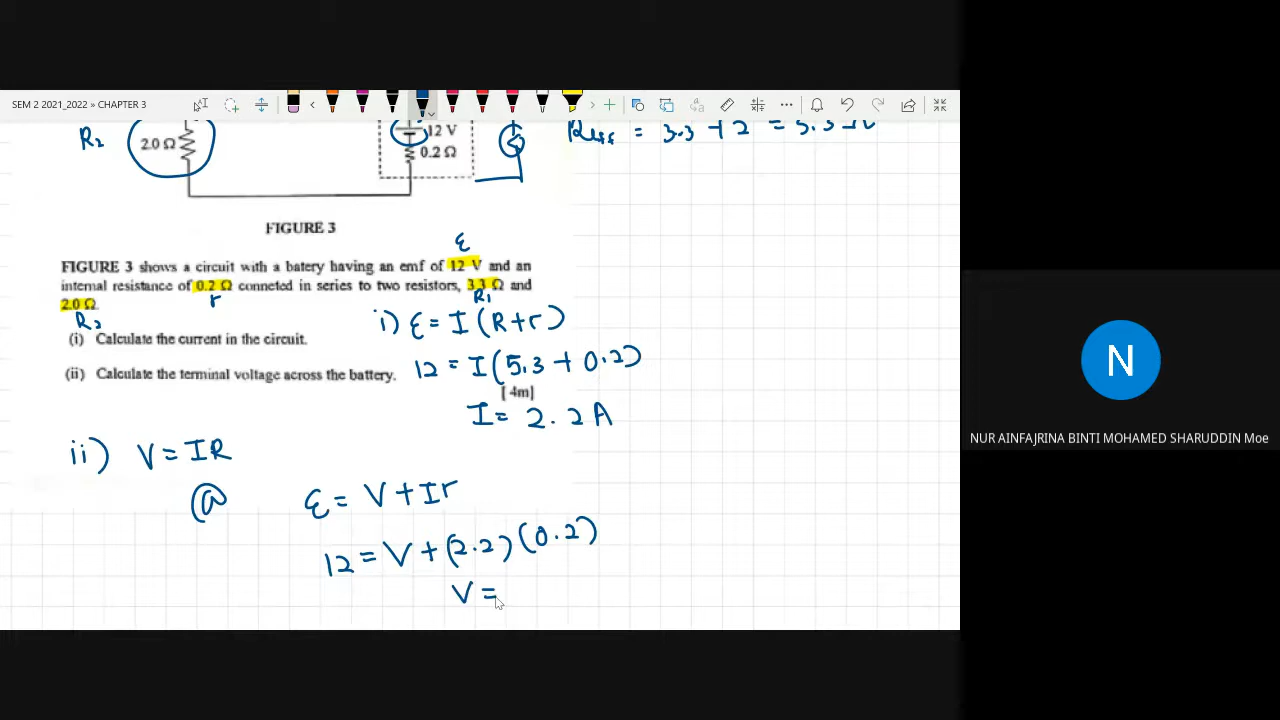 SEM 2 2021_2022 » CHAPTER 3
R₂
2.0 Ω
12 V
0.2 Ω
Reff = 3.3 + 2 = 5.3 Ω
FIGURE 3
ε
FIGURE 3 shows a circuit with a batery having an emf of 12 V and an
internal resistance of 0.2 Ω conneted in series to two resistors, 3.3 Ω and
r
R₁
2.0 Ω.
R₂
(i) Calculate the current in the circuit.
(ii) Calculate the terminal voltage across the battery.
[4m]
i) ε = I (R+r)
12 = I(5.3 + 0.2)
I = 2.2A
ii) V = IR
@
ε = V + Ir
12 = V + (2.2)(0.2)
V =
N
NUR AINFAJRINA BINTI MOHAMED SHARUDDIN Moe